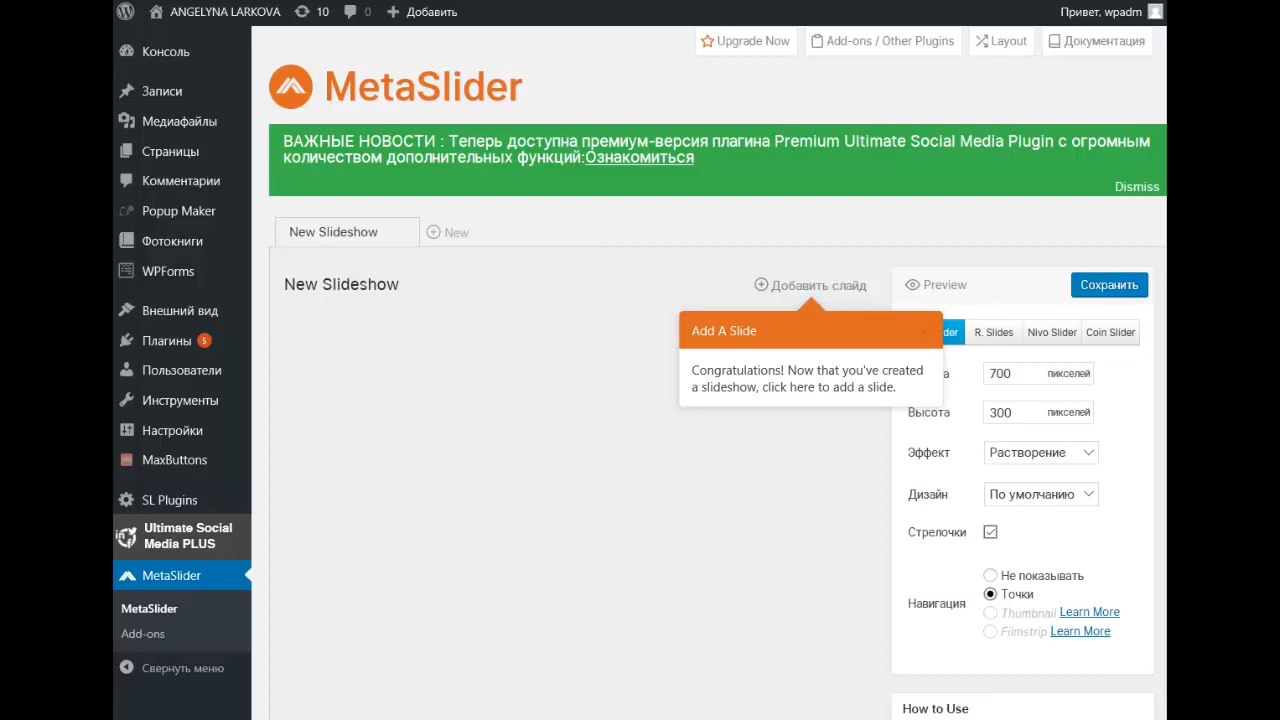 ANGELYNA LARKOVA 10 0 Добавить Привет, wpadm
Консоль
Записи
Медиафайлы
Страницы
Комментарии
Popup Maker
Фотокниги
WPForms
Внешний вид
Плагины 5
Пользователи
Инструменты
Настройки
MaxButtons
SL Plugins
Ultimate Social
Media PLUS
MetaSlider
MetaSlider
Add-ons
Свернуть меню
Upgrade Now Add-ons / Other Plugins Layout Документация
MetaSlider
ВАЖНЫЕ НОВОСТИ : Теперь доступна премиум-версия плагина Premium Ultimate Social Media Plugin с огромным
количеством дополнительных функций:Ознакомиться
Dismiss
New Slideshow New
New Slideshow Добавить слайд
Add A Slide
Congratulations! Now that you've created
a slideshow, click here to add a slide.
Preview Сохранить
der R. Slides Nivo Slider Coin Slider
а 700 пикселей
Высота 300 пикселей
Эффект Растворение
Дизайн По умолчанию
Стрелочки
Навигация
Не показывать
Точки
Thumbnail Learn More
Filmstrip Learn More
How to Use